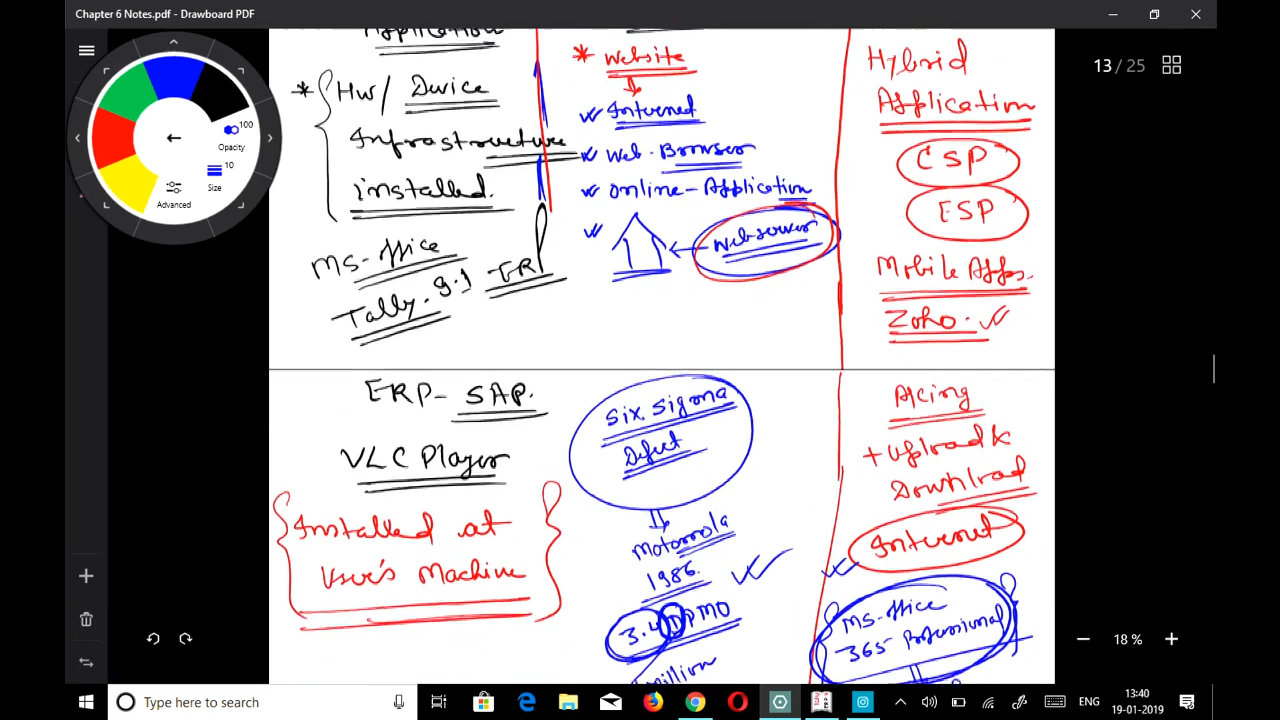 Chapter 6 Notes.pdf - Drawboard PDF
13 / 25
100
Opacity
10
Size
Advanced
Application
* HW/ Device
Infrastructure
installed.
MS-office
Tally. 9.1 ERP
* Website
Internet
Web-Browser
Online-Application
Webserver
Hybrid
Application
CSP
ESP
Mobile Apps.
Zoho.
ERP- SAP.
VLC Player
Installed at
User's Machine
Six Sigma
Defect
Motorola
1986.
3.4 DPMO
million
+ Upload &
Download
Internet
MS-office
365 Professional
18 %
Type here to search
ENG
13:40
19-01-2019